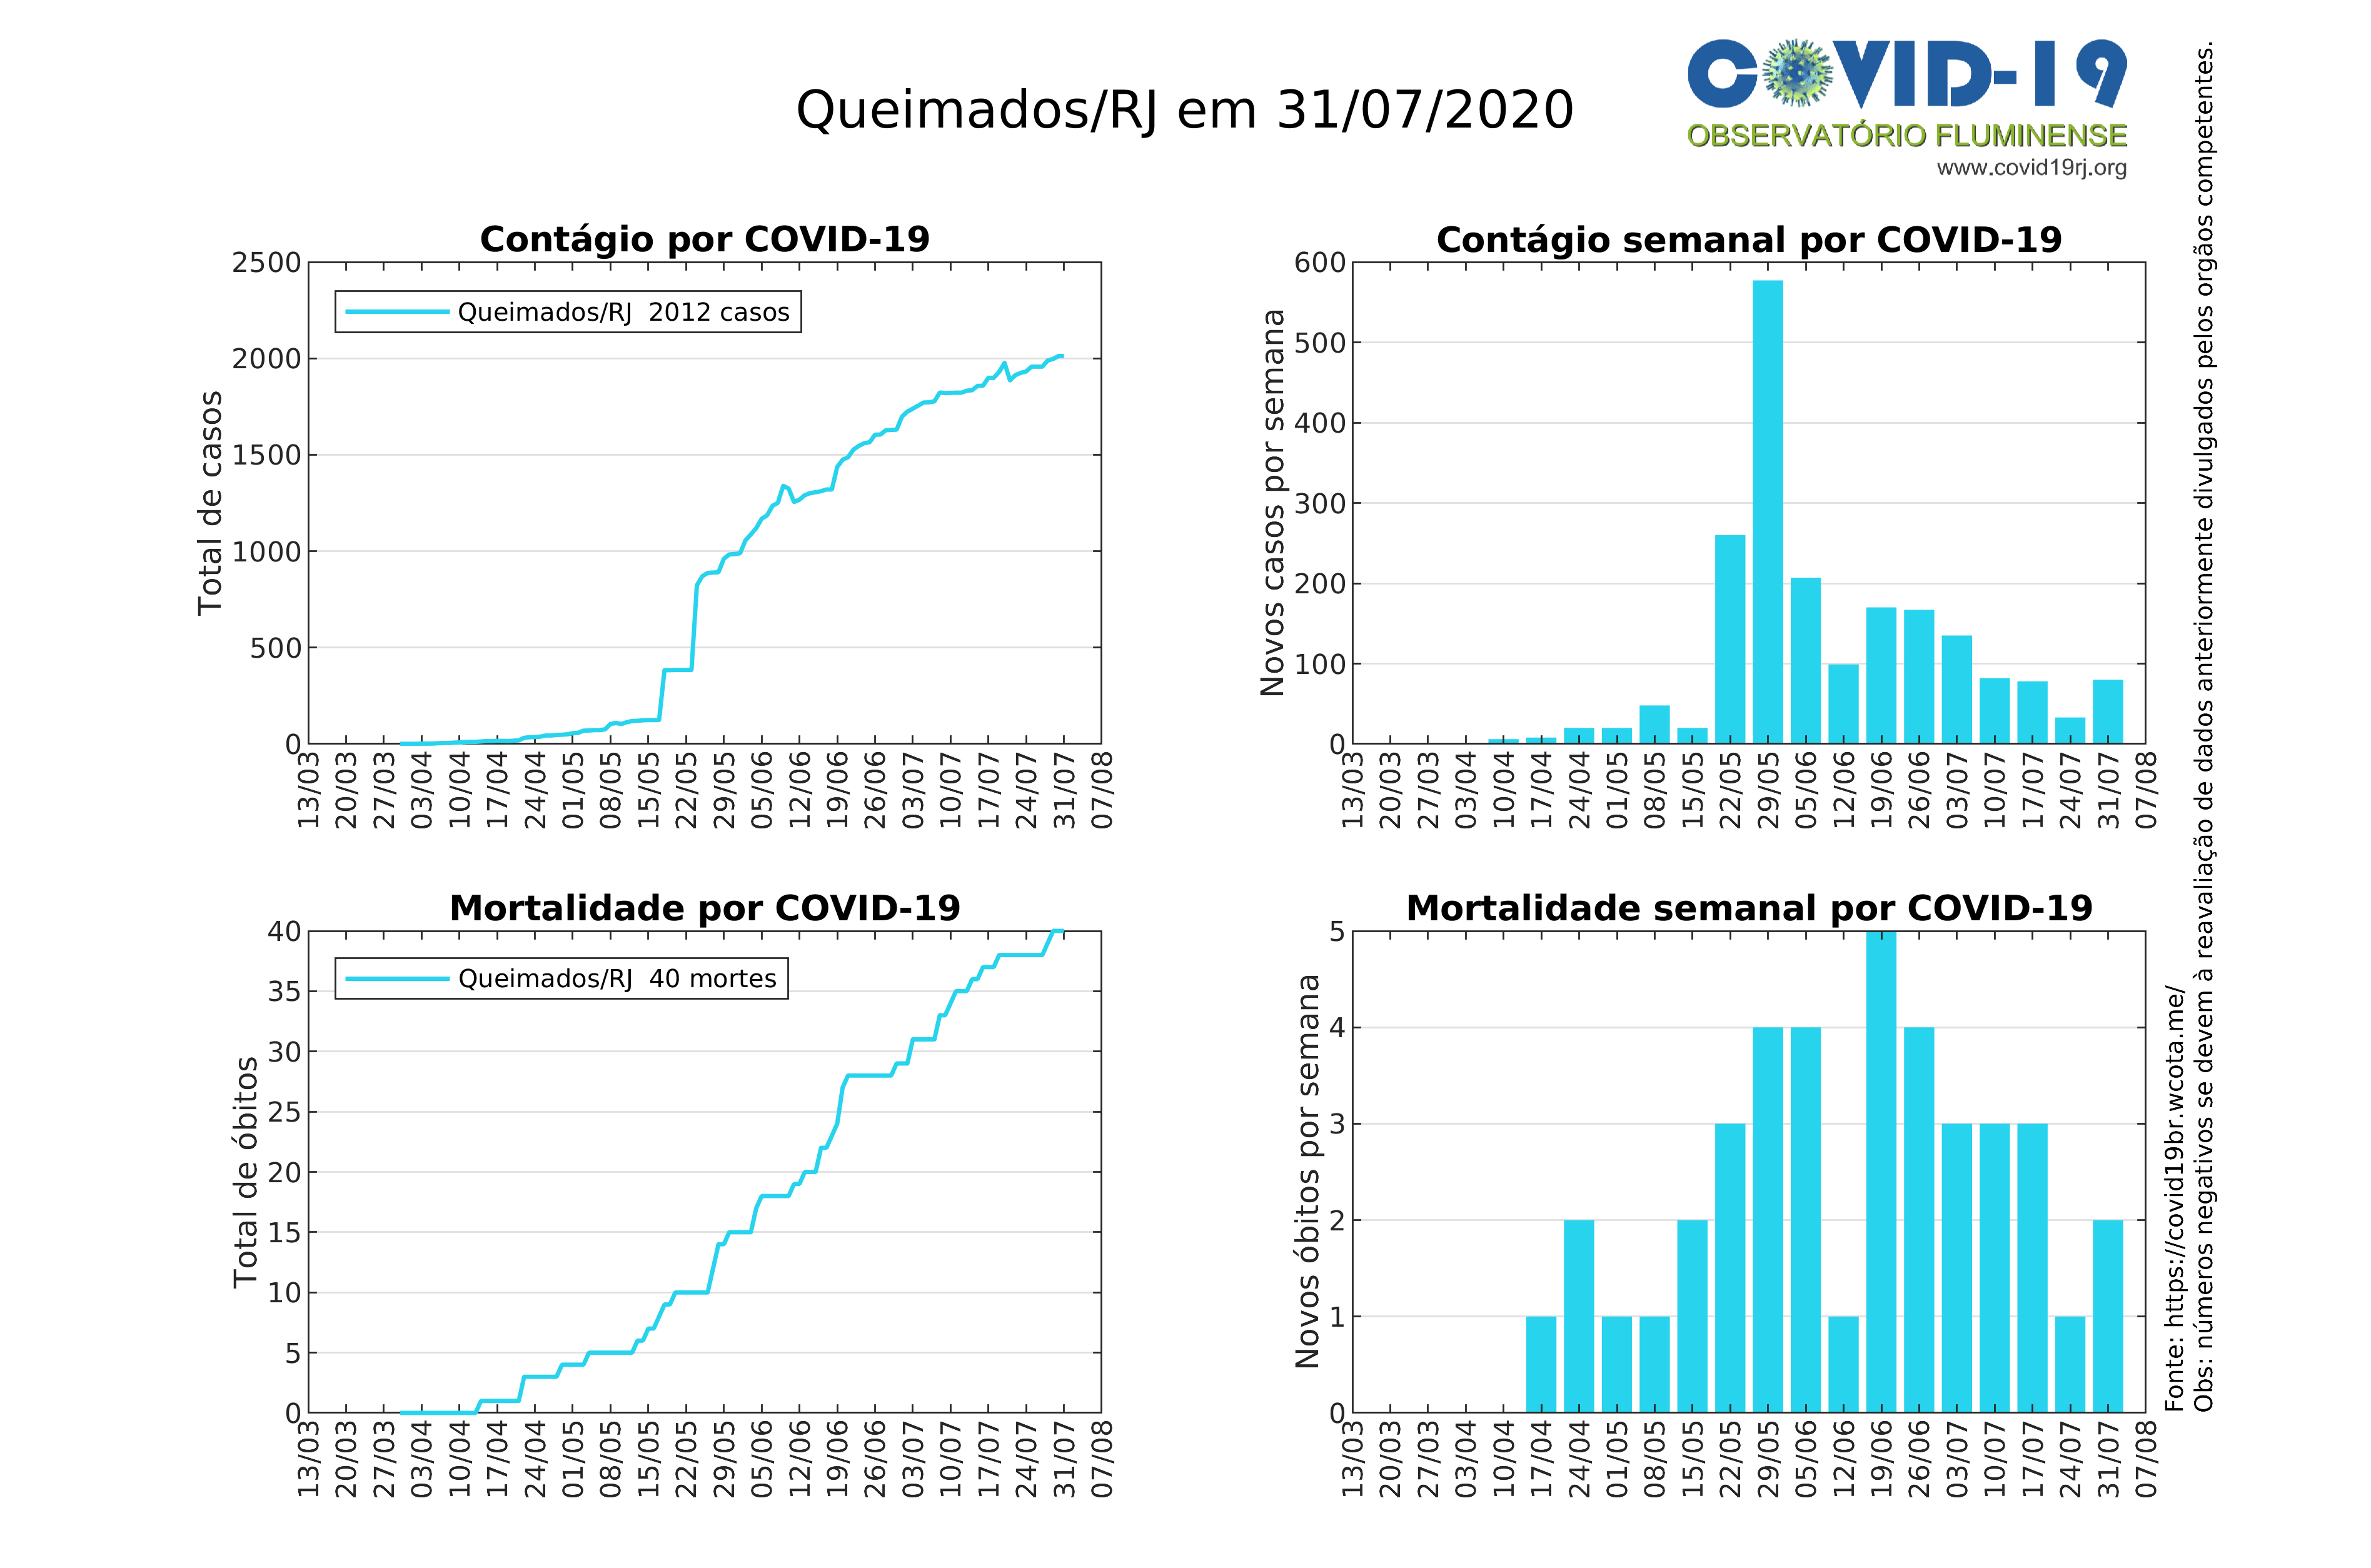 Queimados/RJ em 31/07/2020
COVID-19
OBSERVATÓRIO FLUMINENSE
www.covid19rj.org
Contágio por COVID-19
Total de casos
2500
2000
1500
1000
500
0
Queimados/RJ 2012 casos
13/03 20/03 27/03 03/04 10/04 17/04 24/04 01/05 08/05 15/05 22/05 29/05 05/06 12/06 19/06 26/06 03/07 10/07 17/07 24/07 31/07 07/08
Contágio semanal por COVID-19
Novos casos por semana
600
500
400
300
200
100
0
13/03 20/03 27/03 03/04 10/04 17/04 24/04 01/05 08/05 15/05 22/05 29/05 05/06 12/06 19/06 26/06 03/07 10/07 17/07 24/07 31/07 07/08
Mortalidade por COVID-19
Total de óbitos
40
35
30
25
20
15
10
5
0
Queimados/RJ 40 mortes
13/03 20/03 27/03 03/04 10/04 17/04 24/04 01/05 08/05 15/05 22/05 29/05 05/06 12/06 19/06 26/06 03/07 10/07 17/07 24/07 31/07 07/08
Mortalidade semanal por COVID-19
Novos óbitos por semana
5
4
3
2
1
0
13/03 20/03 27/03 03/04 10/04 17/04 24/04 01/05 08/05 15/05 22/05 29/05 05/06 12/06 19/06 26/06 03/07 10/07 17/07 24/07 31/07 07/08
Fonte: https://covid19br.wcota.me/
Obs: números negativos se devem à reavaliação de dados anteriormente divulgados pelos orgãos competentes.